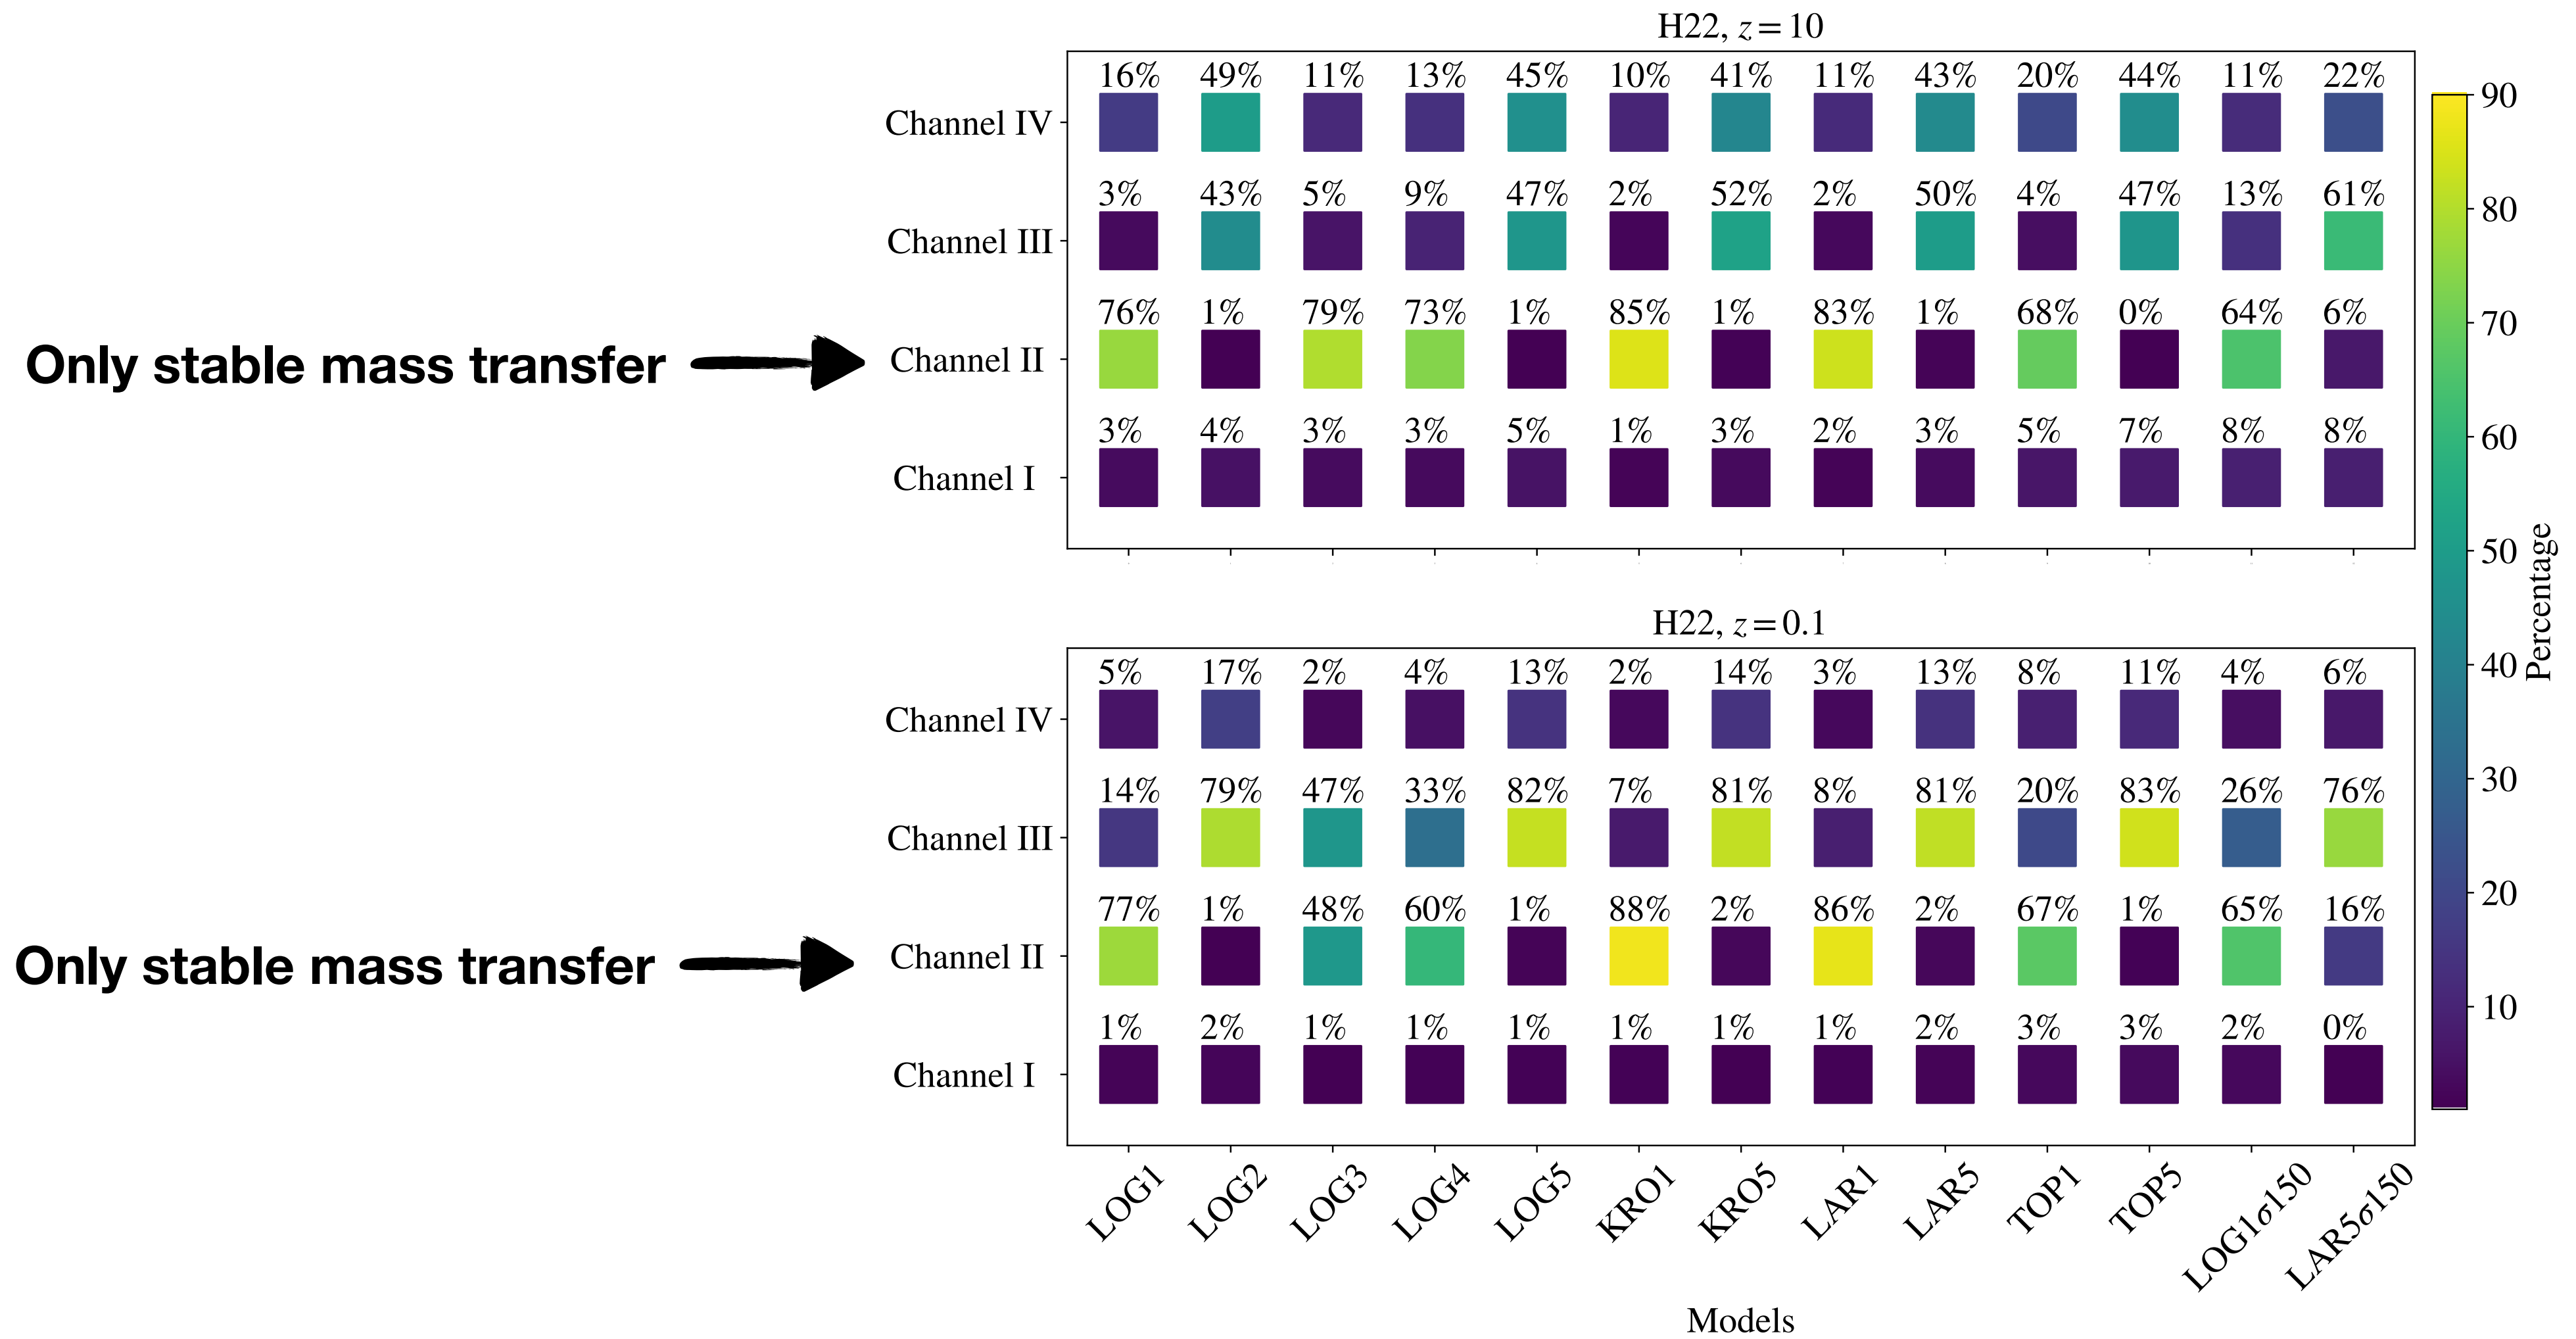 H22, z = 10
16% 49% 11% 13% 45% 10% 41% 11% 43% 20% 44% 11% 22%
Channel IV
3% 43% 5% 9% 47% 2% 52% 2% 50% 4% 47% 13% 61%
Channel III
76% 1% 79% 73% 1% 85% 1% 83% 1% 68% 0% 64% 6%
Only stable mass transfer
Channel II
3% 4% 3% 3% 5% 1% 3% 2% 3% 5% 7% 8% 8%
Channel I
H22, z = 0.1
5% 17% 2% 4% 13% 2% 14% 3% 13% 8% 11% 4% 6%
Channel IV
14% 79% 47% 33% 82% 7% 81% 8% 81% 20% 83% 26% 76%
Channel III
77% 1% 48% 60% 1% 88% 2% 86% 2% 67% 1% 65% 16%
Only stable mass transfer
Channel II
1% 2% 1% 1% 1% 1% 1% 1% 2% 3% 3% 2% 0%
Channel I
LOG1 LOG2 LOG3 LOG4 LOG5 KRO1 KRO5 LAR1 LAR5 TOP1 TOP5 LOG1σ150 LAR5σ150
Models
90
80
70
60
50
40
30
20
10
Percentage